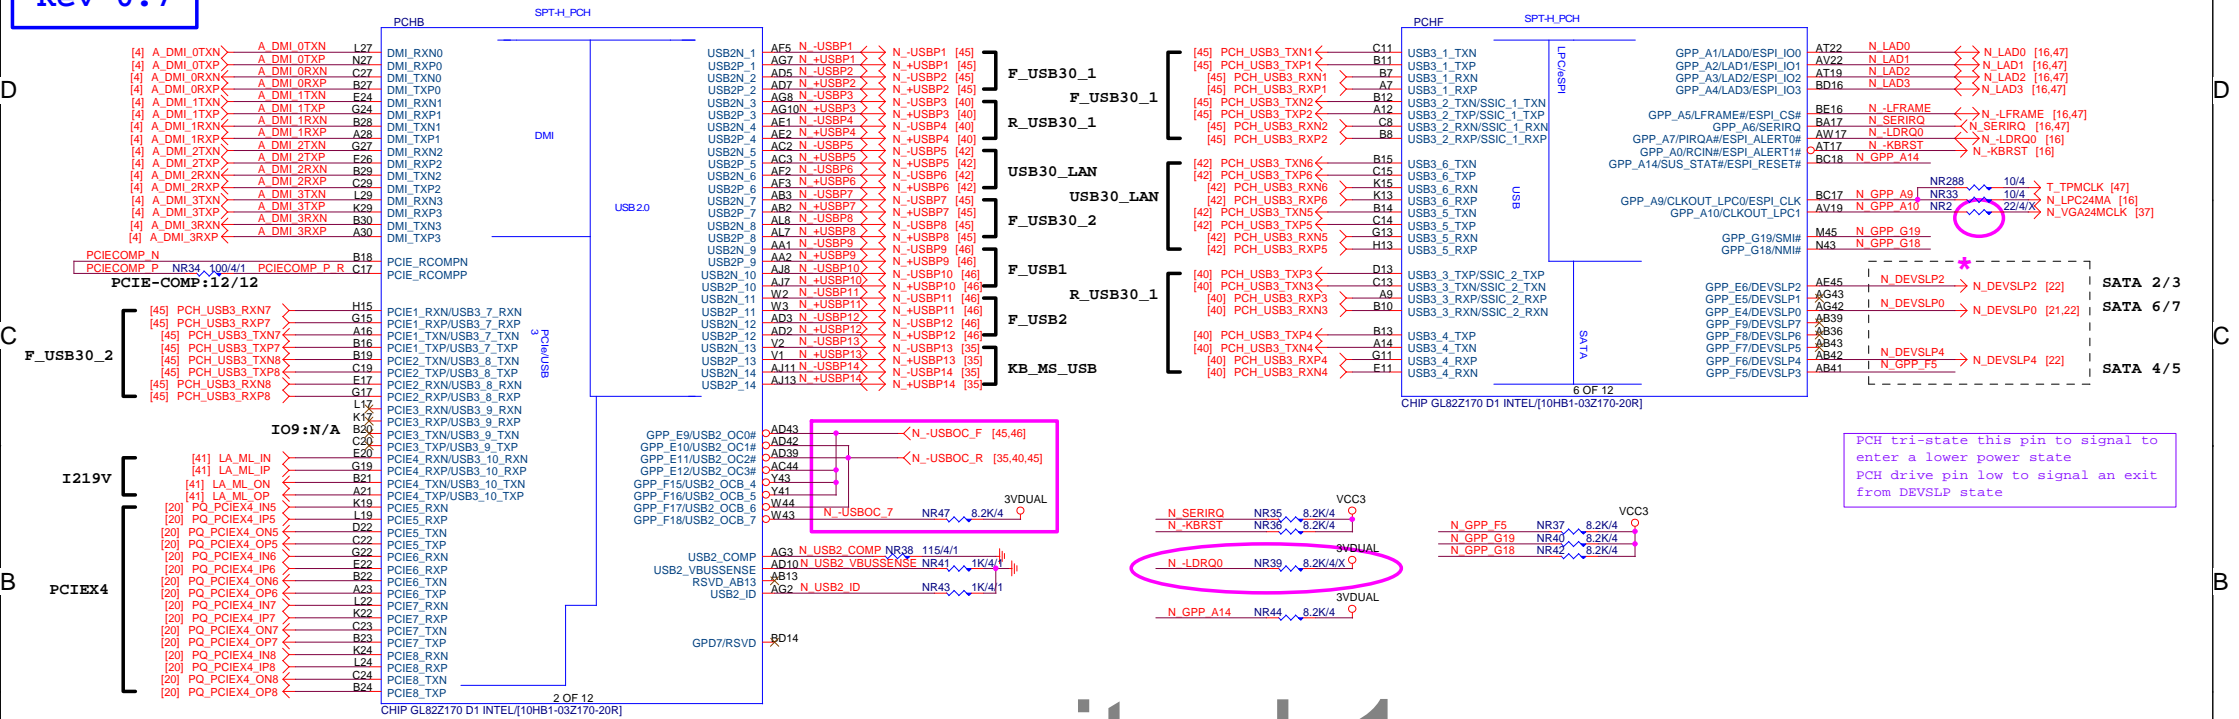 Rev 0.7
PCHB
SPT-H_PCH
[4] A_DMI_0TXN A_DMI_0TXN L27 DMI_RXN0
[4] A_DMI_0TXP A_DMI_0TXP N27 DMI_RXP0
[4] A_DMI_0RXN A_DMI_0RXN C27 DMI_TXN0
[4] A_DMI_0RXP A_DMI_0RXP B27 DMI_TXP0
[4] A_DMI_1TXN A_DMI_1TXN E24 DMI_RXN1
[4] A_DMI_1TXP A_DMI_1TXP G24 DMI_RXP1
[4] A_DMI_1RXN A_DMI_1RXN B28 DMI_TXN1
[4] A_DMI_1RXP A_DMI_1RXP A28 DMI_TXP1
[4] A_DMI_2TXN A_DMI_2TXN G27 DMI_RXN2
[4] A_DMI_2TXP A_DMI_2TXP E26 DMI_RXP2
[4] A_DMI_2RXN A_DMI_2RXN B29 DMI_TXN2
[4] A_DMI_2RXP A_DMI_2RXP C29 DMI_TXP2
[4] A_DMI_3TXN A_DMI_3TXN L29 DMI_RXN3
[4] A_DMI_3TXP A_DMI_3TXP K29 DMI_RXP3
[4] A_DMI_3RXN A_DMI_3RXN B30 DMI_TXN3
[4] A_DMI_3RXP A_DMI_3RXP A30 DMI_TXP3
PCIECOMP_N B18 PCIE_RCOMPN
PCIECOMP_P NR34 100/4/1 PCIECOMP_P_R C17 PCIE_RCOMPP
PCIE-COMP:12/12
[45] PCH_USB3_RXN7 H15 PCIE1_RXN/USB3_7_RXN
[45] PCH_USB3_RXP7 G15 PCIE1_RXP/USB3_7_RXP
[45] PCH_USB3_TXN7 A16 PCIE1_TXN/USB3_7_TXN
[45] PCH_USB3_TXP7 B16 PCIE1_TXP/USB3_7_TXP
[45] PCH_USB3_TXN8 B19 PCIE2_TXN/USB3_8_TXN
[45] PCH_USB3_TXP8 C19 PCIE2_TXP/USB3_8_TXP
[45] PCH_USB3_RXN8 E17 PCIE2_RXN/USB3_8_RXN
[45] PCH_USB3_RXP8 G17 PCIE2_RXP/USB3_8_RXP
F_USB30_2
L17 PCIE3_RXN/USB3_9_RXN
K17 PCIE3_RXP/USB3_9_RXP
B20 PCIE3_TXN/USB3_9_TXN
C20 PCIE3_TXP/USB3_9_TXP
IO9:N/A
[41] LA_ML_IN E20 PCIE4_RXN/USB3_10_RXN
[41] LA_ML_IP G19 PCIE4_RXP/USB3_10_RXP
[41] LA_ML_ON B21 PCIE4_TXN/USB3_10_TXN
[41] LA_ML_OP A21 PCIE4_TXP/USB3_10_TXP
I219V
[20] PQ_PCIEX4_IN5 K19 PCIE5_RXN
[20] PQ_PCIEX4_IP5 L19 PCIE5_RXP
[20] PQ_PCIEX4_ON5 D22 PCIE5_TXN
[20] PQ_PCIEX4_OP5 C22 PCIE5_TXP
[20] PQ_PCIEX4_IN6 G22 PCIE6_RXN
[20] PQ_PCIEX4_IP6 E22 PCIE6_RXP
[20] PQ_PCIEX4_ON6 B22 PCIE6_TXN
[20] PQ_PCIEX4_OP6 A23 PCIE6_TXP
[20] PQ_PCIEX4_IN7 L22 PCIE7_RXN
[20] PQ_PCIEX4_IP7 K22 PCIE7_RXP
[20] PQ_PCIEX4_ON7 C23 PCIE7_TXN
[20] PQ_PCIEX4_OP7 B23 PCIE7_TXP
[20] PQ_PCIEX4_IN8 K24 PCIE8_RXN
[20] PQ_PCIEX4_IP8 L24 PCIE8_RXP
[20] PQ_PCIEX4_ON8 C24 PCIE8_TXN
[20] PQ_PCIEX4_OP8 B24 PCIE8_TXP
PCIEX4
DMI
USB 2.0
PCIe/USB 3
USB2N_1 AF5 N_-USBP1 N_-USBP1 [45]
USB2P_1 AG7 N_+USBP1 N_+USBP1 [45]
USB2N_2 AD5 N_-USBP2 N_-USBP2 [45]
USB2P_2 AD7 N_+USBP2 N_+USBP2 [45]
USB2N_3 AG8 N_-USBP3 N_-USBP3 [40]
USB2P_3 AG10 N_+USBP3 N_+USBP3 [40]
USB2N_4 AE1 N_-USBP4 N_-USBP4 [40]
USB2P_4 AE2 N_+USBP4 N_+USBP4 [40]
USB2N_5 AC2 N_-USBP5 N_-USBP5 [42]
USB2P_5 AC3 N_+USBP5 N_+USBP5 [42]
USB2N_6 AF2 N_-USBP6 N_-USBP6 [42]
USB2P_6 AF3 N_+USBP6 N_+USBP6 [42]
USB2N_7 AB3 N_-USBP7 N_-USBP7 [45]
USB2P_7 AB2 N_+USBP7 N_+USBP7 [45]
USB2N_8 AL8 N_-USBP8 N_-USBP8 [45]
USB2P_8 AL7 N_+USBP8 N_+USBP8 [45]
USB2N_9 AA1 N_-USBP9 N_-USBP9 [46]
USB2P_9 AA2 N_+USBP9 N_+USBP9 [46]
USB2N_10 AJ8 N_-USBP10 N_-USBP10 [46]
USB2P_10 AJ7 N_+USBP10 N_+USBP10 [46]
USB2N_11 W2 N_-USBP11 N_-USBP11 [46]
USB2P_11 W3 N_+USBP11 N_+USBP11 [46]
USB2N_12 AD3 N_-USBP12 N_-USBP12 [46]
USB2P_12 AD2 N_+USBP12 N_+USBP12 [46]
USB2N_13 V2 N_-USBP13 N_-USBP13 [35]
USB2P_13 V1 N_+USBP13 N_+USBP13 [35]
USB2N_14 AJ11 N_-USBP14 N_-USBP14 [35]
USB2P_14 AJ13 N_+USBP14 N_+USBP14 [35]
F_USB30_1
R_USB30_1
USB30_LAN
F_USB30_2
F_USB1
F_USB2
KB_MS_USB
GPP_E9/USB2_OC0# AD43 N_-USBOC_F [45,46]
GPP_E10/USB2_OC1# AD42
GPP_E11/USB2_OC2# AD39 N_-USBOC_R [35,40,45]
GPP_E12/USB2_OC3# AC44
GPP_F15/USB2_OCB_4 Y43
GPP_F16/USB2_OCB_5 Y41
GPP_F17/USB2_OCB_6 W44
GPP_F18/USB2_OCB_7 W43 N_-USBOC_7 NR47 8.2K/4 3VDUAL
USB2_COMP AG3 N_USB2_COMP NR38 115/4/1
USB2_VBUSSENSE AD10 N_USB2_VBUSSENSE NR41 1K/4/1
RSVD_AB13 AB13
USB2_ID AG2 N_USB2_ID NR43 1K/4/1
GPD7/RSVD BD14
2 OF 12
CHIP GL82Z170 D1 INTEL/[10HB1-03Z170-20R]
PCHF
SPT-H_PCH
[45] PCH_USB3_TXN1 C11 USB3_1_TXN
[45] PCH_USB3_TXP1 B11 USB3_1_TXP
[45] PCH_USB3_RXN1 B7 USB3_1_RXN
[45] PCH_USB3_RXP1 A7 USB3_1_RXP
[45] PCH_USB3_TXN2 B12 USB3_2_TXN/SSIC_1_TXN
[45] PCH_USB3_TXP2 A12 USB3_2_TXP/SSIC_1_TXP
[45] PCH_USB3_RXN2 C8 USB3_2_RXN/SSIC_1_RXN
[45] PCH_USB3_RXP2 B8 USB3_2_RXP/SSIC_1_RXP
F_USB30_1
[42] PCH_USB3_TXN6 B15 USB3_6_TXN
[42] PCH_USB3_TXP6 C15 USB3_6_TXP
[42] PCH_USB3_RXN6 K15 USB3_6_RXN
[42] PCH_USB3_RXP6 K13 USB3_6_RXP
[42] PCH_USB3_TXN5 B14 USB3_5_TXN
[42] PCH_USB3_TXP5 C14 USB3_5_TXP
[42] PCH_USB3_RXN5 G13 USB3_5_RXN
[42] PCH_USB3_RXP5 H13 USB3_5_RXP
USB30_LAN
[40] PCH_USB3_TXP3 D13 USB3_3_TXP/SSIC_2_TXP
[40] PCH_USB3_TXN3 C13 USB3_3_TXN/SSIC_2_TXN
[40] PCH_USB3_RXP3 A9 USB3_3_RXP/SSIC_2_RXP
[40] PCH_USB3_RXN3 B10 USB3_3_RXN/SSIC_2_RXN
R_USB30_1
[40] PCH_USB3_TXP4 B13 USB3_4_TXP
[40] PCH_USB3_TXN4 A14 USB3_4_TXN
[40] PCH_USB3_RXP4 G11 USB3_4_RXP
[40] PCH_USB3_RXN4 E11 USB3_4_RXN
LPC/eSPI
USB
SATA
GPP_A1/LAD0/ESPI_IO0 AT22 N_LAD0 N_LAD0 [16,47]
GPP_A2/LAD1/ESPI_IO1 AV22 N_LAD1 N_LAD1 [16,47]
GPP_A3/LAD2/ESPI_IO2 AT19 N_LAD2 N_LAD2 [16,47]
GPP_A4/LAD3/ESPI_IO3 BD16 N_LAD3 N_LAD3 [16,47]
GPP_A5/LFRAME#/ESPI_CS# BE16 N_-LFRAME N_-LFRAME [16,47]
GPP_A6/SERIRQ BA17 N_SERIRQ N_SERIRQ [16,47]
GPP_A7/PIRQA#/ESPI_ALERT0# AW17 N_-LDRQ0 N_-LDRQ0 [16]
GPP_A0/RCIN#/ESPI_ALERT1# AT17 N_-KBRST N_-KBRST [16]
GPP_A14/SUS_STAT#/ESPI_RESET# BC18 N_GPP_A14
NR288 10/4 T_TPMCLK [47]
GPP_A9/CLKOUT_LPC0/ESPI_CLK BC17 N_GPP_A9 NR33 10/4 N_LPC24MA [16]
GPP_A10/CLKOUT_LPC1 AV19 N_GPP_A10 NR2 22/4/X N_VGA24MCLK [37]
GPP_G19/SMI# M45 N_GPP_G19
GPP_G18/NMI# N43 N_GPP_G18
*
GPP_E6/DEVSLP2 AE45 N_DEVSLP2 N_DEVSLP2 [22] SATA 2/3
GPP_E5/DEVSLP1 AG43
GPP_E4/DEVSLP0 AG42 N_DEVSLP0 N_DEVSLP0 [21,22] SATA 6/7
GPP_F9/DEVSLP7 AB39
GPP_F8/DEVSLP6 AB36
GPP_F7/DEVSLP5 AB43
GPP_F6/DEVSLP4 AB42 N_DEVSLP4 N_DEVSLP4 [22] SATA 4/5
GPP_F5/DEVSLP3 AB41 N_GPP_F5
6 OF 12
CHIP GL82Z170 D1 INTEL/[10HB1-03Z170-20R]
PCH tri-state this pin to signal to
enter a lower power state
PCH drive pin low to signal an exit
from DEVSLP state
VCC3
N_SERIRQ NR35 8.2K/4
N_-KBRST NR36 8.2K/4
3VDUAL
N_-LDRQ0 NR39 8.2K/4/X
3VDUAL
N_GPP_A14 NR44 8.2K/4
VCC3
N_GPP_F5 NR37 8.2K/4
N_GPP_G19 NR40 8.2K/4
N_GPP_G18 NR42 8.2K/4
D
C
B
D
C
B